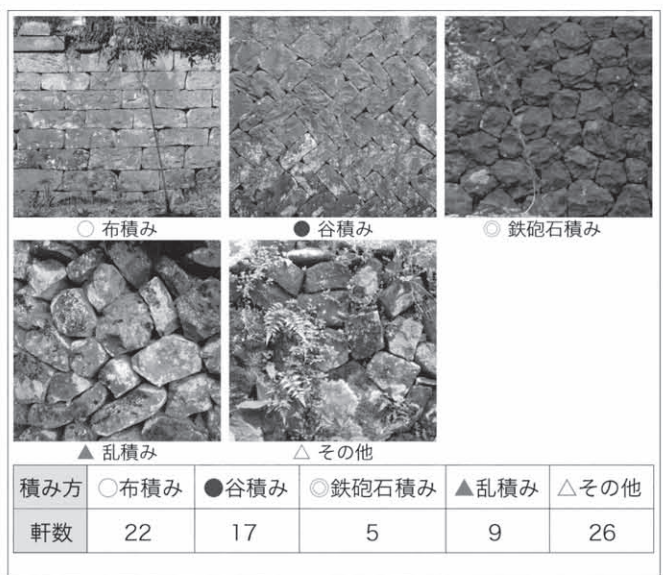 ○ 布積み
● 谷積み
◎ 鉄砲石積み
▲ 乱積み
△ その他
積み方 ○布積み ●谷積み ◎鉄砲石積み ▲乱積み △その他
軒数 22 17 5 9 26